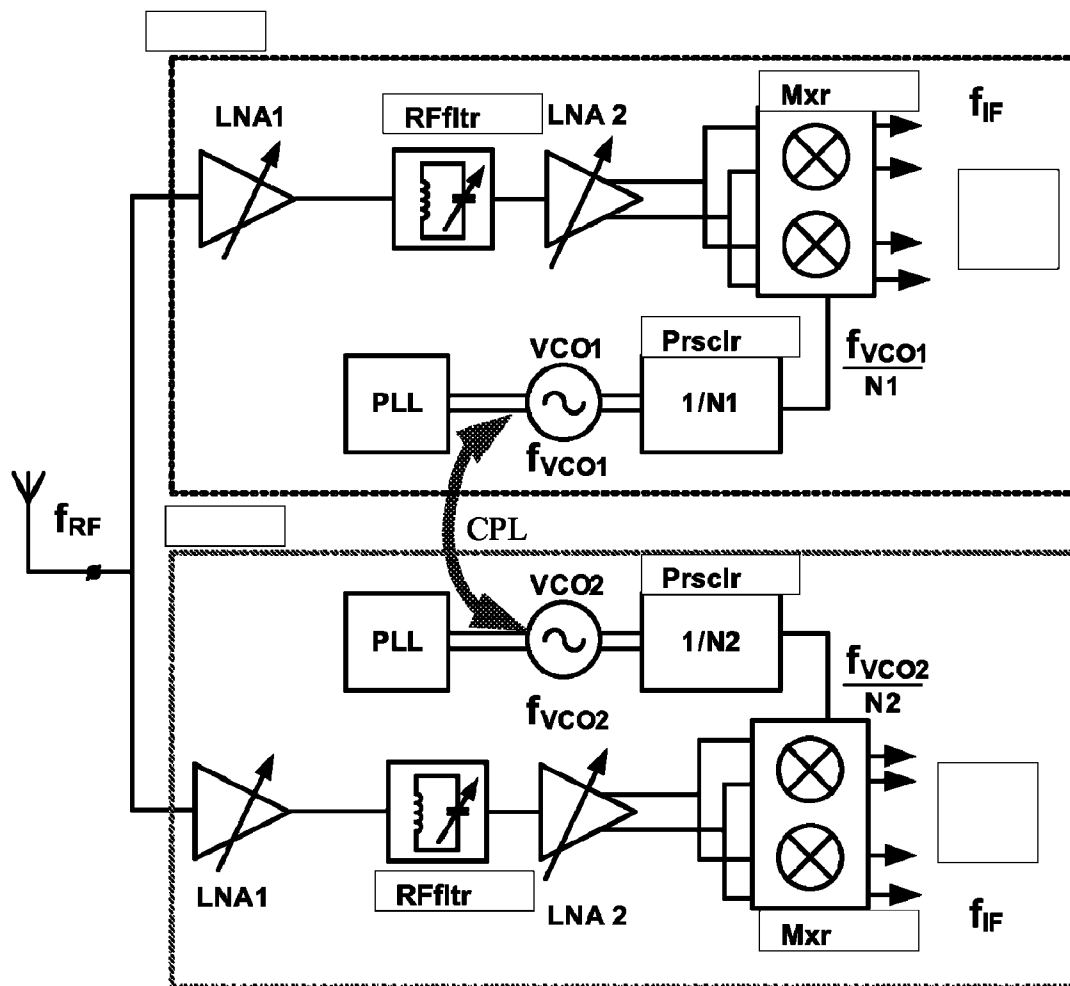 LNA1
RFfltr
LNA 2
Mxr
fIF
VCO1
Prsclr
fVCO1
N1
PLL
1/N1
fVCO1
fRF
CPL
VCO2
Prsclr
PLL
1/N2
fVCO2
N2
fVCO2
LNA1
RFfltr
LNA 2
Mxr
fIF